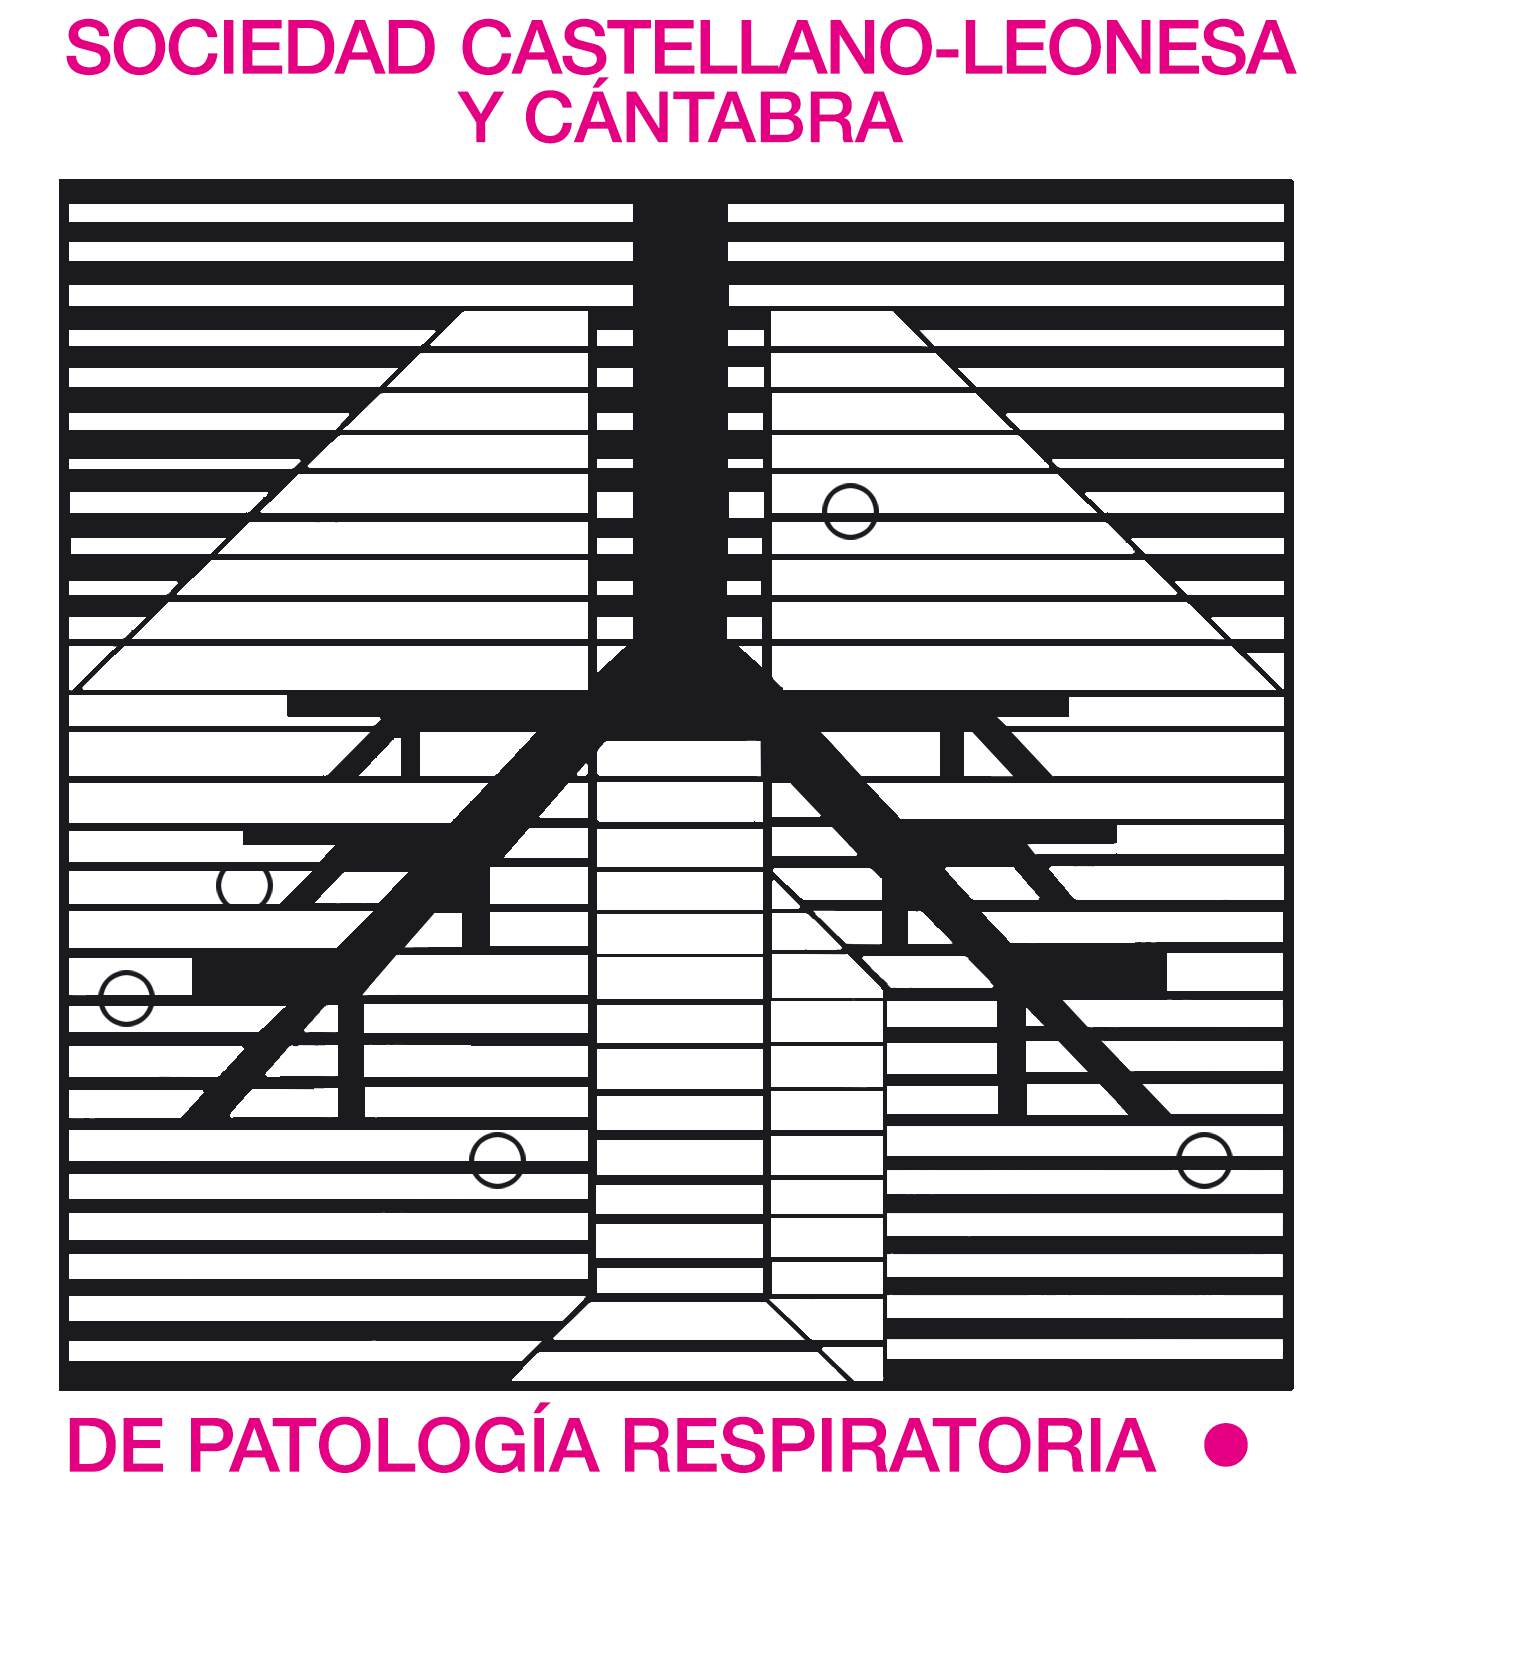 SOCIEDAD CASTELLANO-LEONESA
Y CÁNTABRA
DE PATOLOGÍA RESPIRATORIA